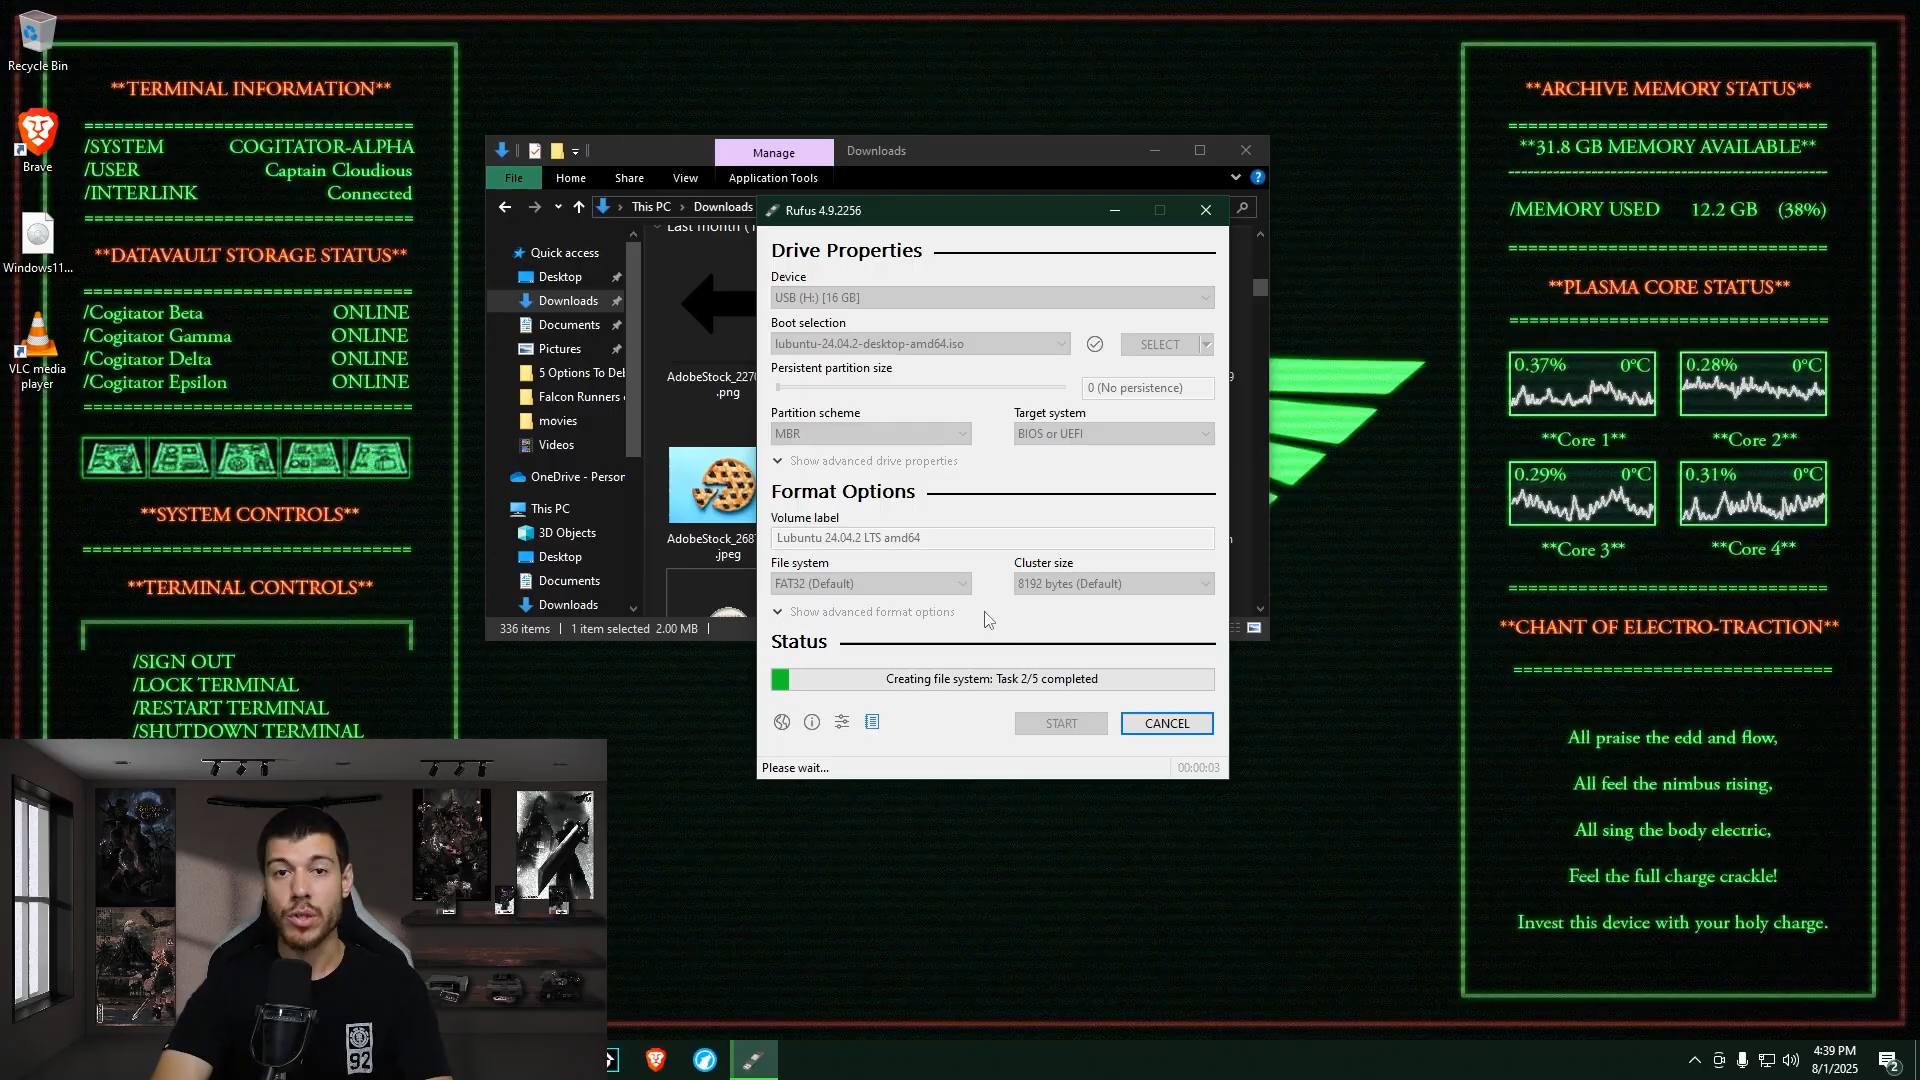 Recycle Bin
Brave
Windows11...
VLC media
player
**TERMINAL INFORMATION**
/SYSTEM COGITATOR-ALPHA
/USER Captain Cloudious
/INTERLINK Connected
**DATAVAULT STORAGE STATUS**
/Cogitator Beta ONLINE
/Cogitator Gamma ONLINE
/Cogitator Delta ONLINE
/Cogitator Epsilon ONLINE
**SYSTEM CONTROLS**
**TERMINAL CONTROLS**
/SIGN OUT
/LOCK TERMINAL
/RESTART TERMINAL
/SHUTDOWN TERMINAL
92
Manage
Downloads
File
Home
Share
View
Application Tools
This PC > Downloads
Quick access
Desktop
Downloads
Documents
Pictures
5 Options To Del
Falcon Runners
movies
Videos
OneDrive - Person
This PC
3D Objects
Desktop
Documents
Downloads
Last month (1
AdobeStock_2270
.png
AdobeStock_2687
.jpeg
336 items
1 item selected 2.00 MB
Rufus 4.9.2256
Drive Properties
Device
USB (H:) [16 GB]
Boot selection
lubuntu-24.04.2-desktop-amd64.iso
SELECT
Persistent partition size
0 (No persistence)
Partition scheme
Target system
MBR
BIOS or UEFI
Show advanced drive properties
Format Options
Volume label
Lubuntu 24.04.2 LTS amd64
File system
Cluster size
FAT32 (Default)
8192 bytes (Default)
Show advanced format options
Status
Creating file system: Task 2/5 completed
START
CANCEL
Please wait...
00:00:03
**ARCHIVE MEMORY STATUS**
**31.8 GB MEMORY AVAILABLE**
/MEMORY USED 12.2 GB (38%)
**PLASMA CORE STATUS**
0.37% 0°C
0.28% 0°C
**Core 1**
**Core 2**
0.29% 0°C
0.31% 0°C
**Core 3**
**Core 4**
**CHANT OF ELECTRO-TRACTION**
All praise the edd and flow,
All feel the nimbus rising,
All sing the body electric,
Feel the full charge crackle!
Invest this device with your holy charge.
4:39 PM
8/1/2025
2